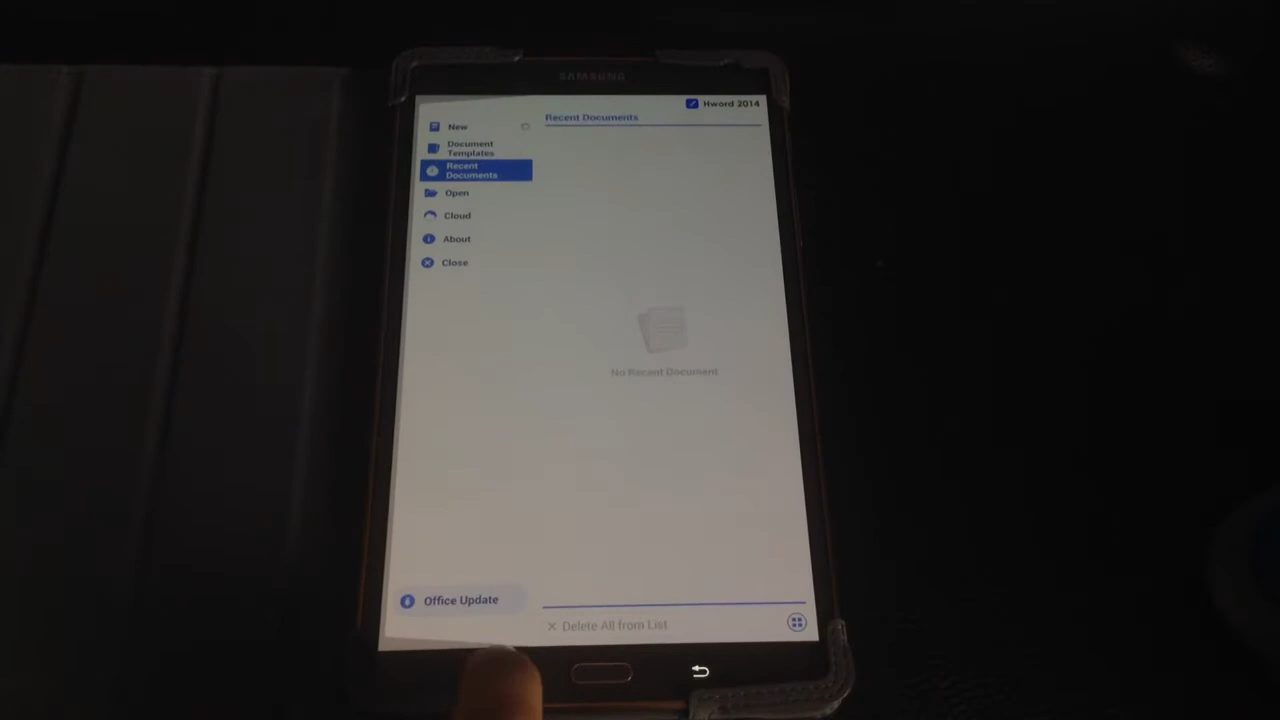 SAMSUNG
Hword 2014
New
Document
Templates
Recent
Documents
Open
Cloud
About
Close
Recent Documents
No Recent Document
Office Update
Delete All from List